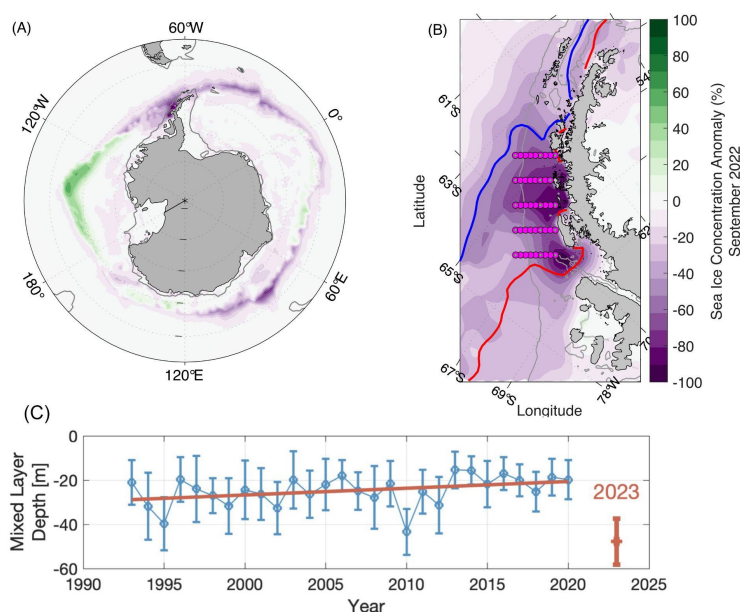 (A)
60°W
120°W
0°
180°
60°E
120°E
(B)
61°S
63°S
65°S
67°S
69°S
78°W
Latitude
Longitude
100
80
60
40
20
0
-20
-40
-60
-80
-100
Sea Ice Concentration Anomaly (%)
September 2022
(C)
0
-20
-40
-60
Mixed Layer
Depth [m]
2023
1990
1995
2000
2005
2010
2015
2020
2025
Year